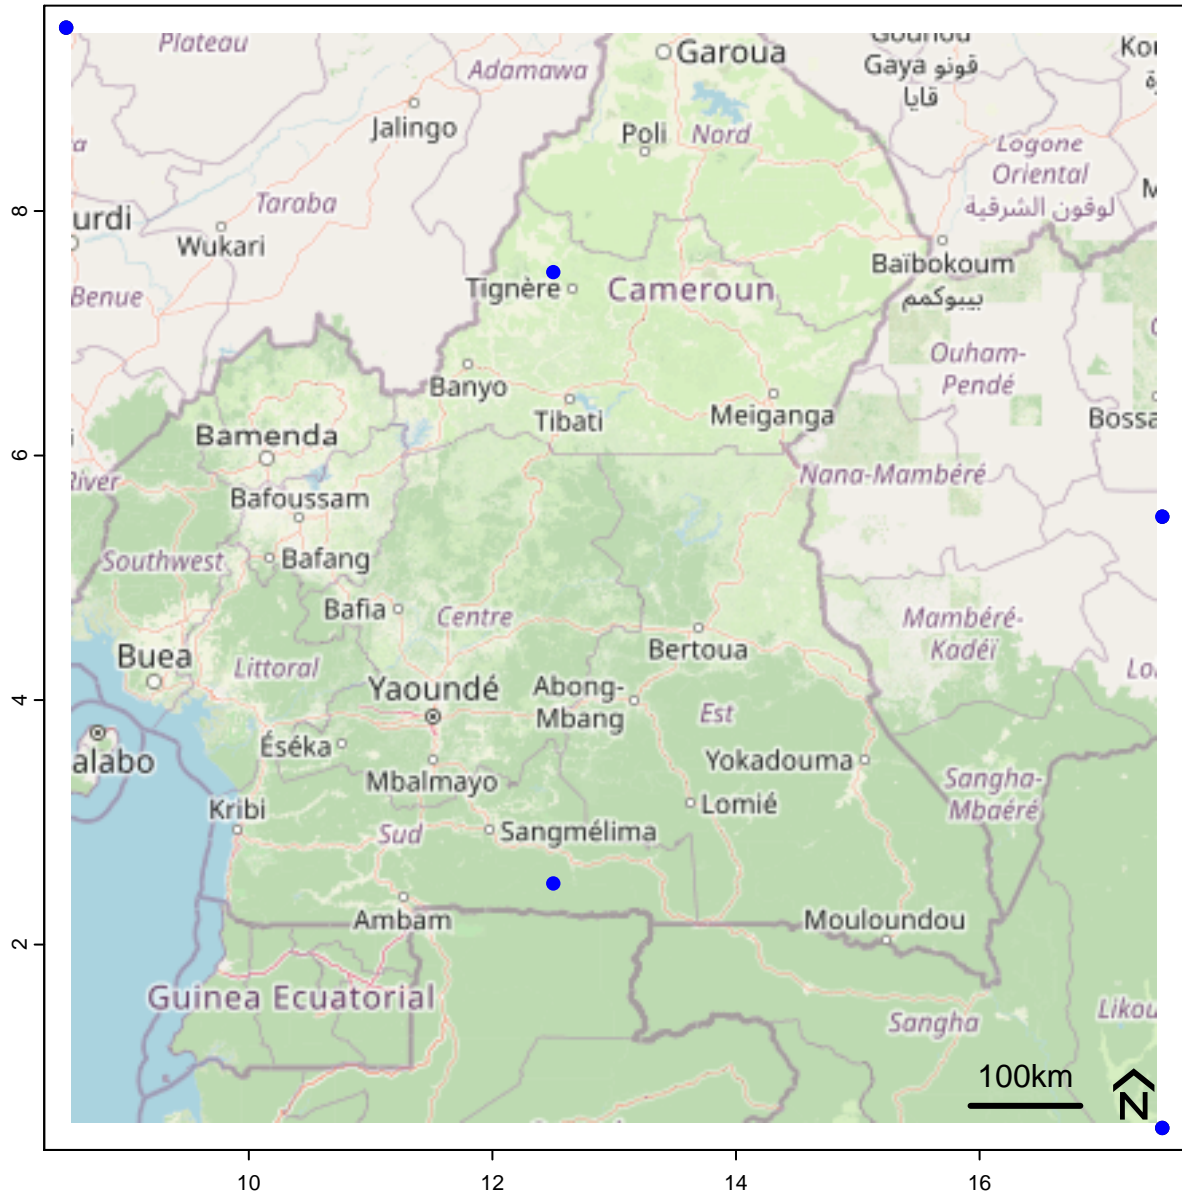 Plateau
Adamawa
Garoua
Gounou
Gaya قونو
قايا
Jalingo
Poli
Nord
Logone
Oriental
لوقون الشرقية
Taraba
8
urdi
Wukari
Baïbokoum
بيبوكمم
Benue
Tignère
Cameroun
Ouham-
Pendé
Banyo
Tibati
Meiganga
Bossa
6
Bamenda
River
Nana-Mambéré
Bafoussam
Southwest
Bafang
Bafia
Centre
Mambéré-
Kadéï
Buea
Littoral
Bertoua
Yaoundé
Abong-
Mbang
Est
4
Éséka
alabo
Mbalmayo
Yokadouma
Sangha-
Mbaéré
Kribi
Lomié
Sud
Sangmélima
Ambam
Mouloundou
2
Guinea Ecuatorial
Sangha
Likou
100km
N
10
12
14
16